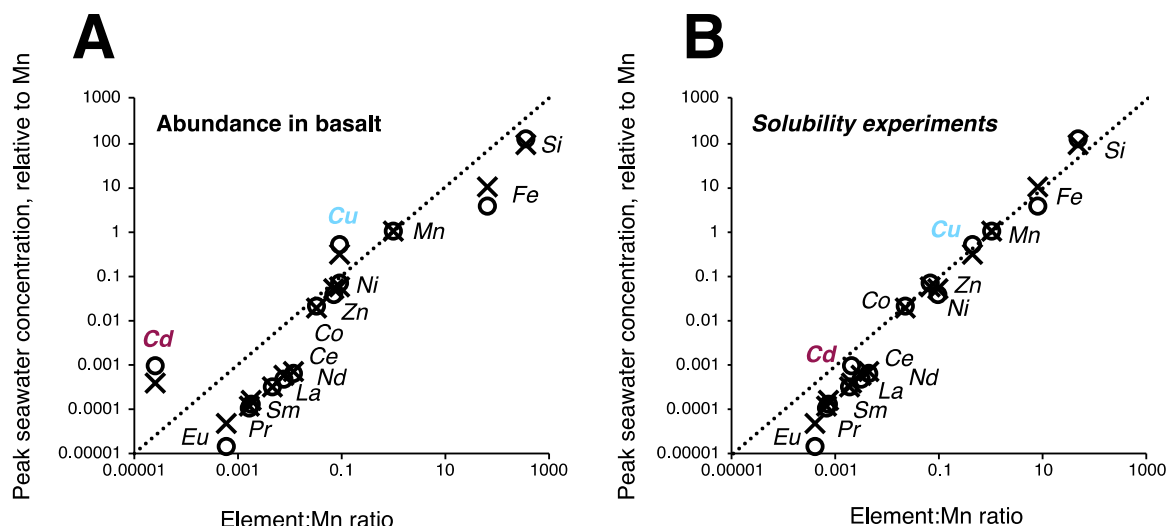 A
Peak seawater concentration, relative to Mn
1000
100
10
1
0.1
0.01
0.001
0.0001
0.00001
Abundance in basalt
Si
Fe
Cu
Mn
Ni
Zn
Co
Cd
Ce
Nd
La
Sm
Pr
Eu
0.00001
0.001
0.1
10
1000
Element:Mn ratio
B
Peak seawater concentration, relative to Mn
1000
100
10
1
0.1
0.01
0.001
0.0001
0.00001
Solubility experiments
Si
Fe
Cu
Mn
Zn
Co
Ni
Cd
Ce
Nd
La
Sm
Pr
Eu
0.00001
0.001
0.1
10
1000
Element:Mn ratio